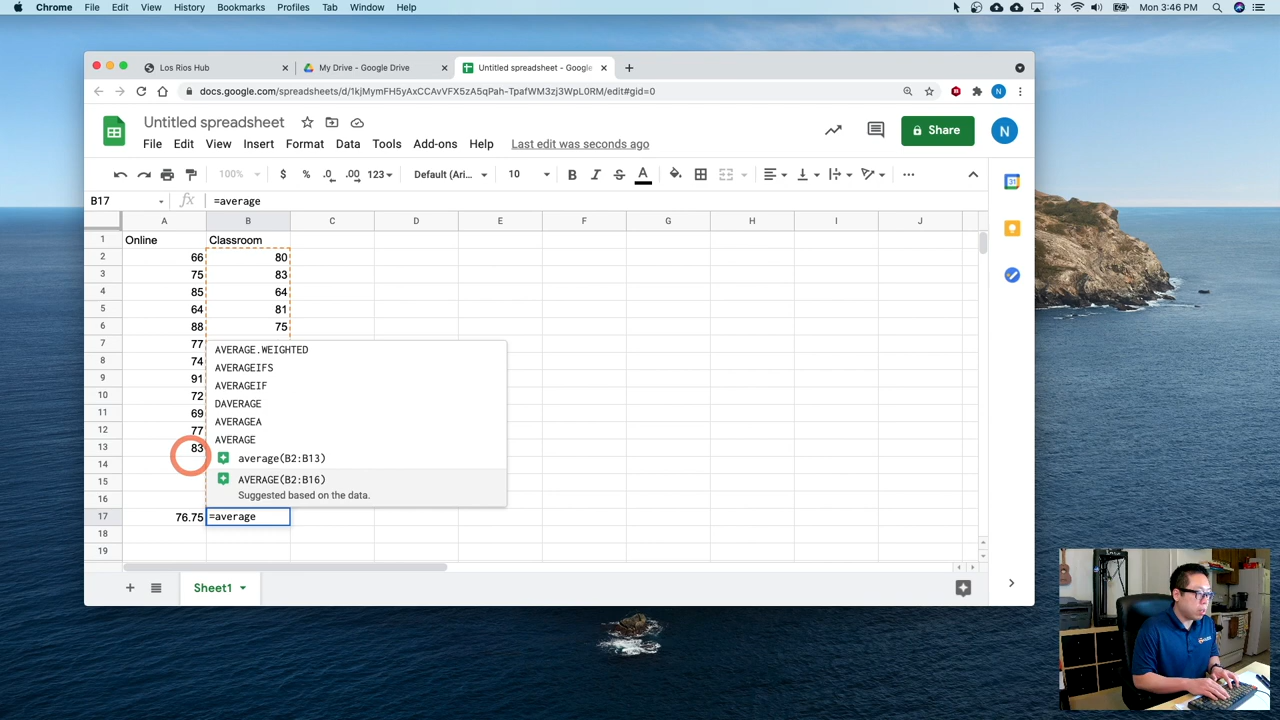 Chrome File Edit View History Bookmarks Profiles Tab Window Help Mon 3:46 PM
Los Rios Hub My Drive - Google Drive Untitled spreadsheet - Google
docs.google.com/spreadsheets/d/1kjMymFH5yAxCCAvVFX5zA5qPah-TpafWM3zj3WpL0RM/edit#gid=0 N
Untitled spreadsheet
File Edit View Insert Format Data Tools Add-ons Help Last edit was seconds ago Share N
100% $ % .0 .00 123 Default (Ari... 10 B I S A
B17 fx =average
A B C D E F G H I J
1 Online Classroom
2 66 80
3 75 83
4 85 64
5 64 81
6 88 75
7 77
8 74
9 91
10 72
11 69
12 77
13 83
14
15
16
17 76.75 =average
18
19
AVERAGE.WEIGHTED
AVERAGEIFS
AVERAGEIF
DAVERAGE
AVERAGEA
AVERAGE
average(B2:B13)
AVERAGE(B2:B16)
Suggested based on the data.
Sheet1
31